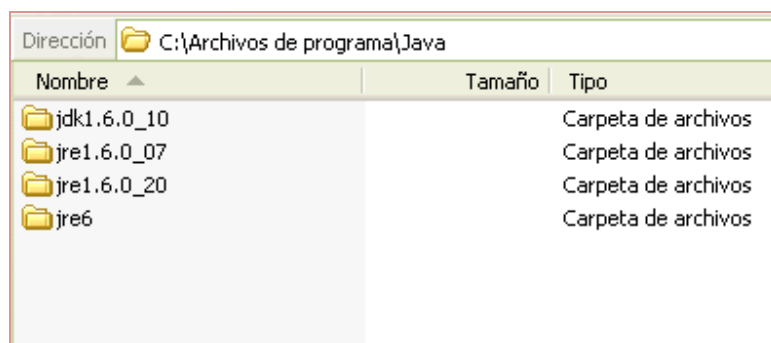 Dirección C:\Archivos de programa\Java
Nombre Tamaño Tipo
jdk1.6.0_10 Carpeta de archivos
jre1.6.0_07 Carpeta de archivos
jre1.6.0_20 Carpeta de archivos
jre6 Carpeta de archivos